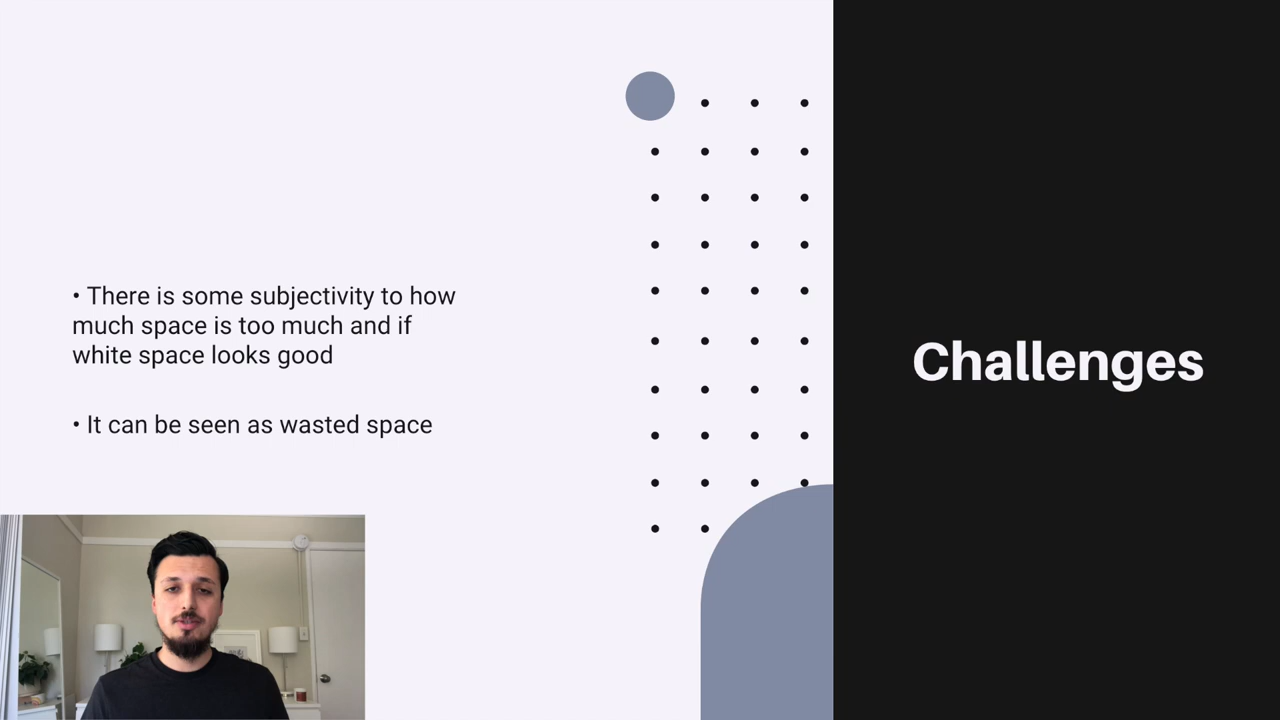 • There is some subjectivity to how
much space is too much and if
white space looks good
• It can be seen as wasted space
Challenges